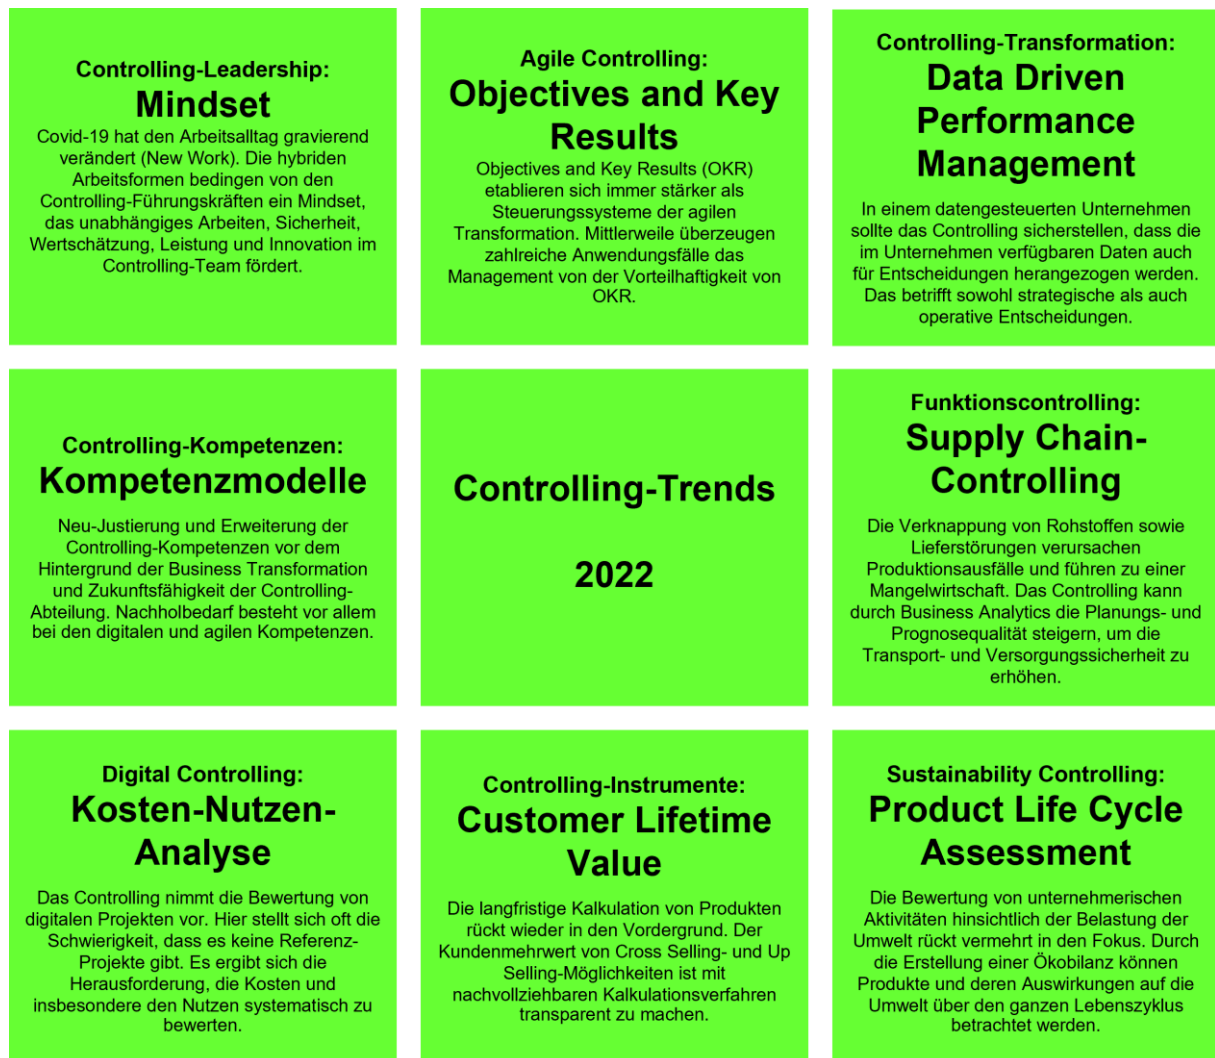 Controlling-Leadership:
Mindset
Covid-19 hat den Arbeitsalltag gravierend
verändert (New Work). Die hybriden
Arbeitsformen bedingen von den
Controlling-Führungskräften ein Mindset,
das unabhängiges Arbeiten, Sicherheit,
Wertschätzung, Leistung und Innovation im
Controlling-Team fördert.
Agile Controlling:
Objectives and Key
Results
Objectives and Key Results (OKR)
etablieren sich immer stärker als
Steuerungssysteme der agilen
Transformation. Mittlerweile überzeugen
zahlreiche Anwendungsfälle das
Management von der Vorteilhaftigkeit von
OKR.
Controlling-Transformation:
Data Driven
Performance
Management
In einem datengesteuerten Unternehmen
sollte das Controlling sicherstellen, dass die
im Unternehmen verfügbaren Daten auch
für Entscheidungen herangezogen werden.
Das betrifft sowohl strategische als auch
operative Entscheidungen.
Controlling-Kompetenzen:
Kompetenzmodelle
Neu-Justierung und Erweiterung der
Controlling-Kompetenzen vor dem
Hintergrund der Business Transformation
und Zukunftsfähigkeit der Controlling-
Abteilung. Nachholbedarf besteht vor allem
bei den digitalen und agilen Kompetenzen.
Controlling-Trends
2022
Funktionscontrolling:
Supply Chain-
Controlling
Die Verknappung von Rohstoffen sowie
Lieferstörungen verursachen
Produktionsausfälle und führen zu einer
Mangelwirtschaft. Das Controlling kann
durch Business Analytics die Planungs- und
Prognosequalität steigern, um die
Transport- und Versorgungssicherheit zu
erhöhen.
Digital Controlling:
Kosten-Nutzen-
Analyse
Das Controlling nimmt die Bewertung von
digitalen Projekten vor. Hier stellt sich oft die
Schwierigkeit, dass es keine Referenz-
Projekte gibt. Es ergibt sich die
Herausforderung, die Kosten und
insbesondere den Nutzen systematisch zu
bewerten.
Controlling-Instrumente:
Customer Lifetime
Value
Die langfristige Kalkulation von Produkten
rückt wieder in den Vordergrund. Der
Kundenmehrwert von Cross Selling- und Up
Selling-Möglichkeiten ist mit
nachvollziehbaren Kalkulationsverfahren
transparent zu machen.
Sustainability Controlling:
Product Life Cycle
Assessment
Die Bewertung von unternehmerischen
Aktivitäten hinsichtlich der Belastung der
Umwelt rückt vermehrt in den Fokus. Durch
die Erstellung einer Ökobilanz können
Produkte und deren Auswirkungen auf die
Umwelt über den ganzen Lebenszyklus
betrachtet werden.